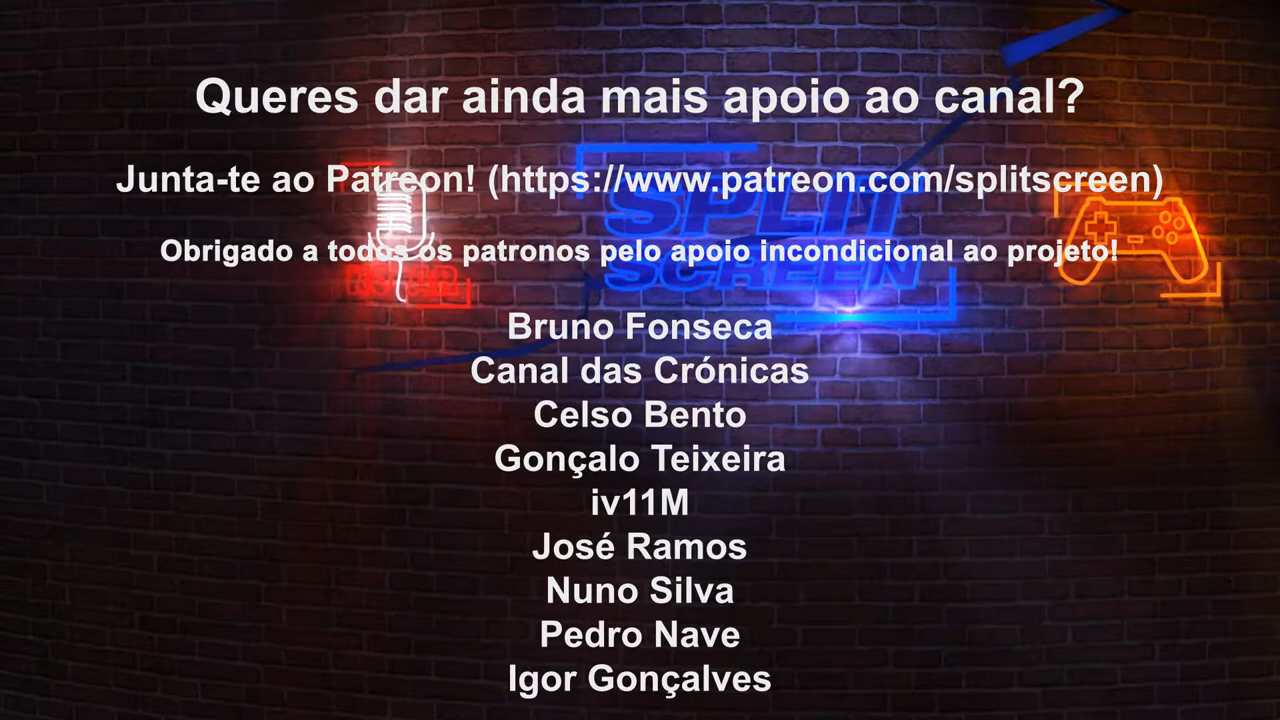 Queres dar ainda mais apoio ao canal?
Junta-te ao Patreon! (https://www.patreon.com/splitscreen)
SPLIT
SCREEN
Obrigado a todos os patronos pelo apoio incondicional ao projeto!
Bruno Fonseca
Canal das Crónicas
Celso Bento
Gonçalo Teixeira
iv11M
José Ramos
Nuno Silva
Pedro Nave
Igor Gonçalves